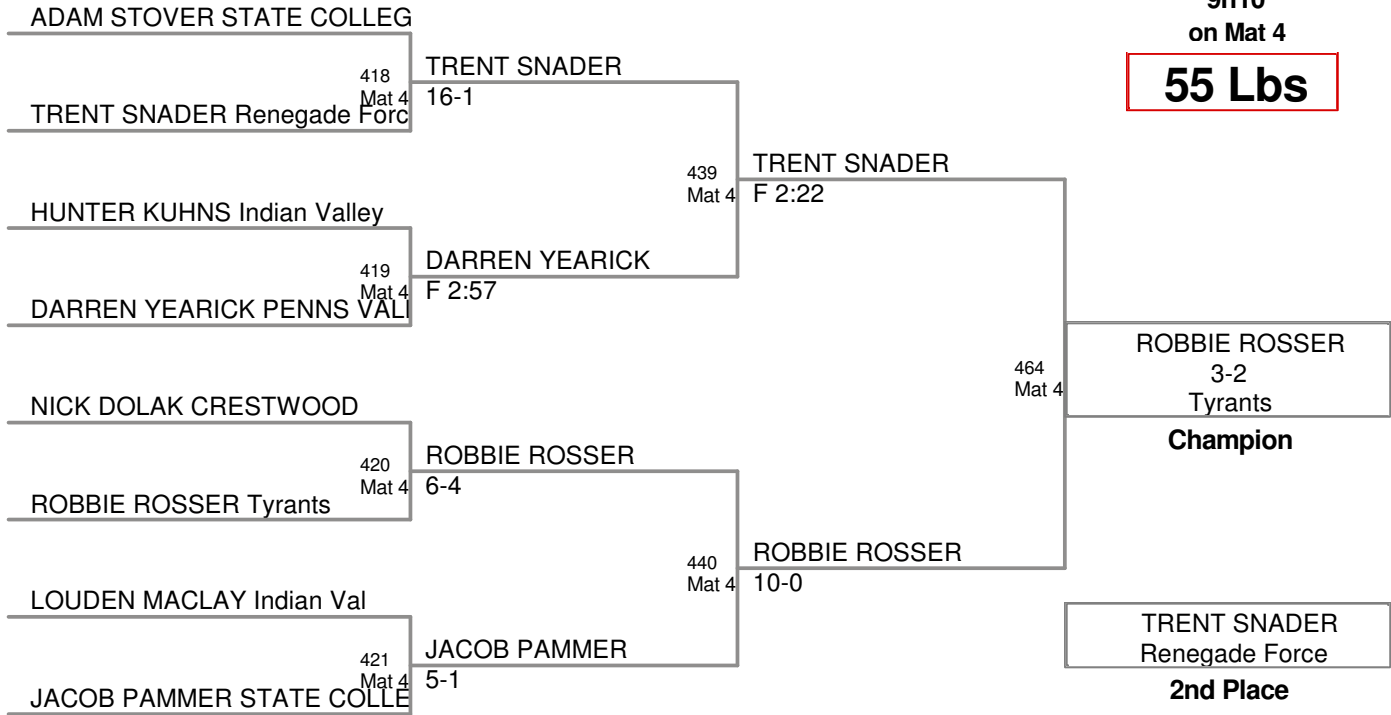 ADAM STOVER STATE COLLEG
on Mat 4
55 Lbs
418
Mat 4
TRENT SNADER
16-1
TRENT SNADER Renegade Forc
439
Mat 4
TRENT SNADER
F 2:22
HUNTER KUHNS Indian Valley
419
Mat 4
DARREN YEARICK
F 2:57
DARREN YEARICK PENNS VAL
464
Mat 4
ROBBIE ROSSER
3-2
Tyrants
Champion
NICK DOLAK CRESTWOOD
420
Mat 4
ROBBIE ROSSER
6-4
ROBBIE ROSSER Tyrants
440
Mat 4
ROBBIE ROSSER
10-0
LOUDEN MACLAY Indian Val
421
Mat 4
JACOB PAMMER
5-1
JACOB PAMMER STATE COLLE
TRENT SNADER
Renegade Force
2nd Place